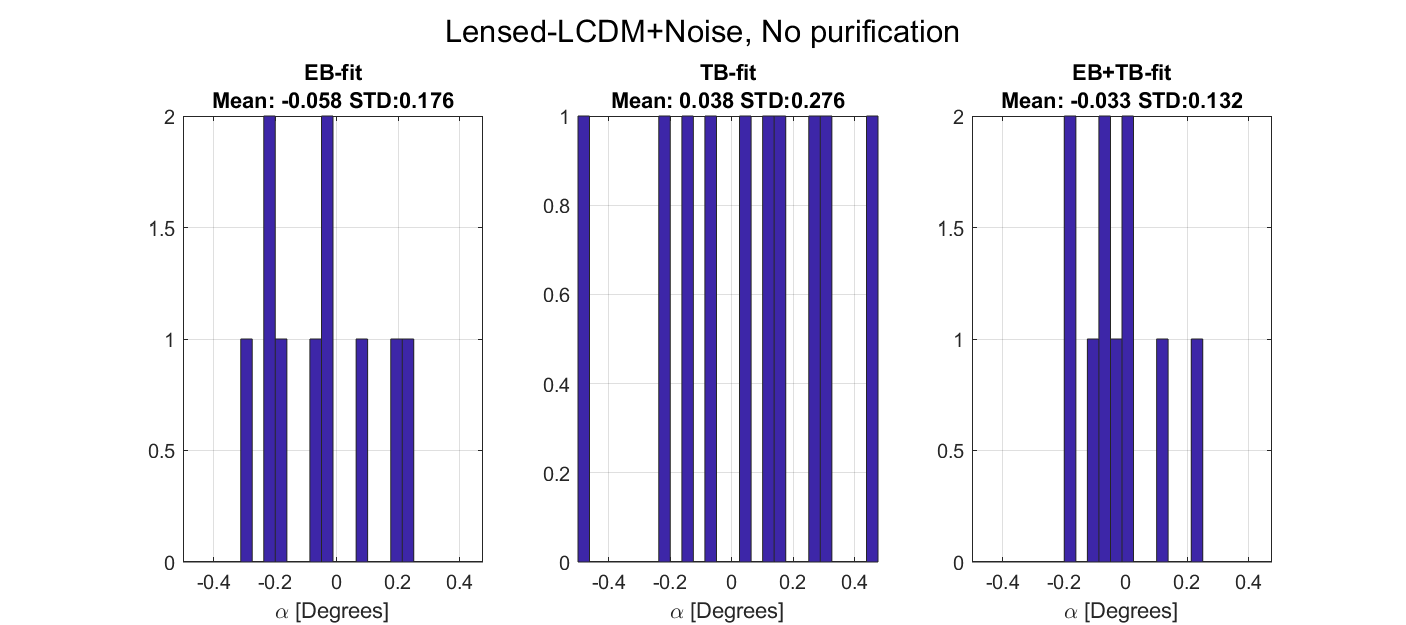 Lensed-LCDM+Noise, No purification
EB-fit
Mean: -0.058 STD:0.176
2
1.5
1
0.5
0
-0.4 -0.2 0 0.2 0.4
α [Degrees]
TB-fit
Mean: 0.038 STD:0.276
1
0.8
0.6
0.4
0.2
0
-0.4 -0.2 0 0.2 0.4
α [Degrees]
EB+TB-fit
Mean: -0.033 STD:0.132
2
1.5
1
0.5
0
-0.4 -0.2 0 0.2 0.4
α [Degrees]